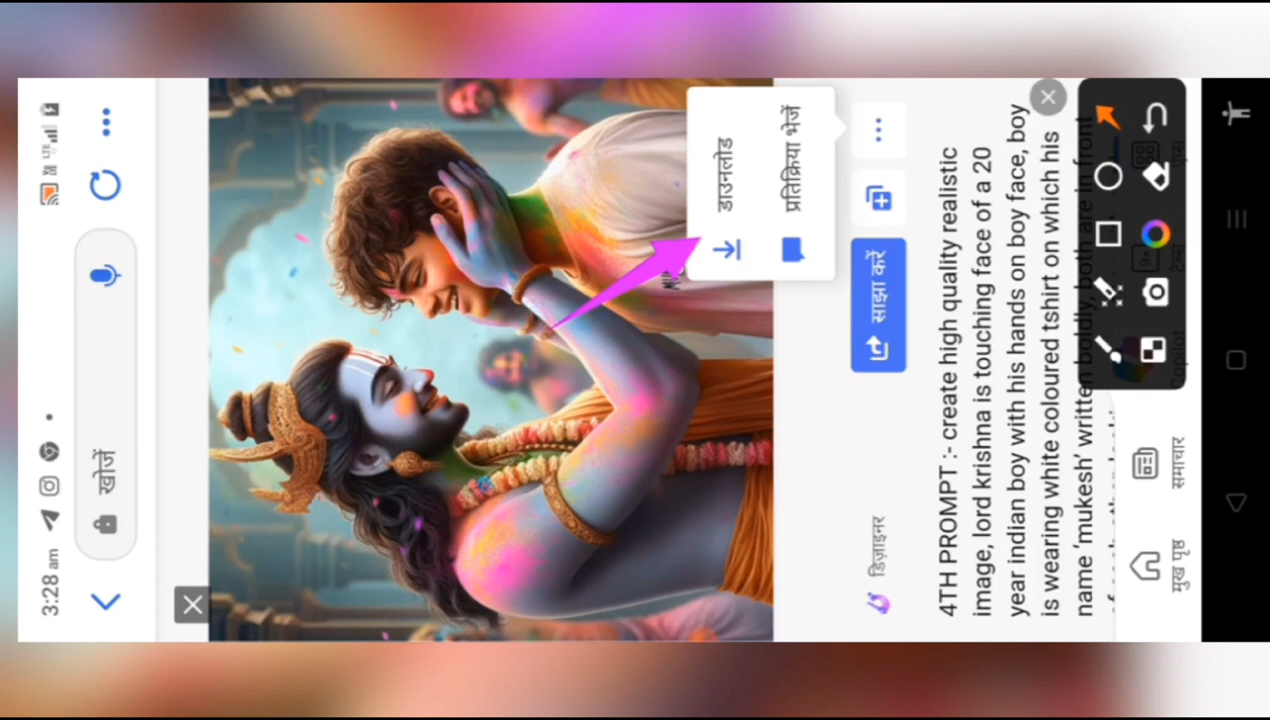 3:28 am
खोजें
डाउनलोड
प्रतिक्रिया भेजें
डिज़ाइनर
साझा करें
4TH PROMPT :- create high quality realistic
image, lord krishna is touching face of a 20
year indian boy with his hands on boy face, boy
is wearing white coloured tshirt on which his
name ‘mukesh’ written boldly, both are in front
मुख पृष्ठ
समाचार
Copilot